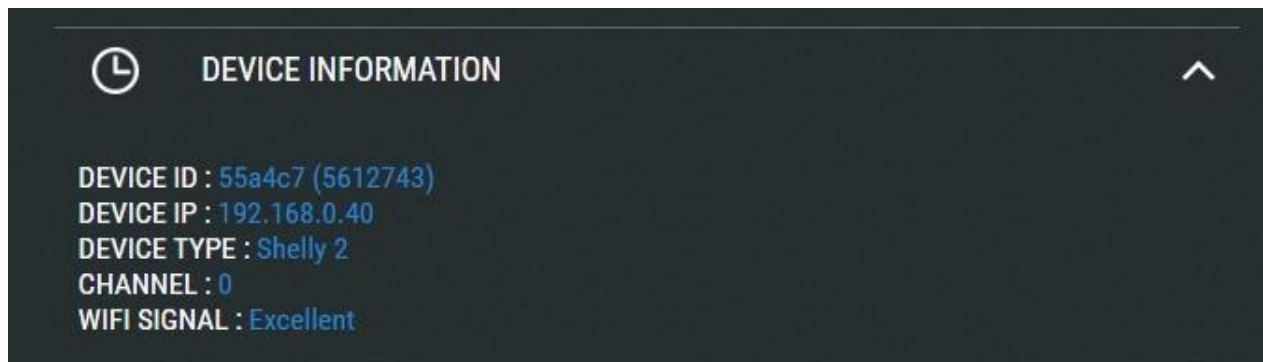 DEVICE INFORMATION
DEVICE ID : 55a4c7 (5612743)
DEVICE IP : 192.168.0.40
DEVICE TYPE : Shelly 2
CHANNEL : 0
WIFI SIGNAL : Excellent